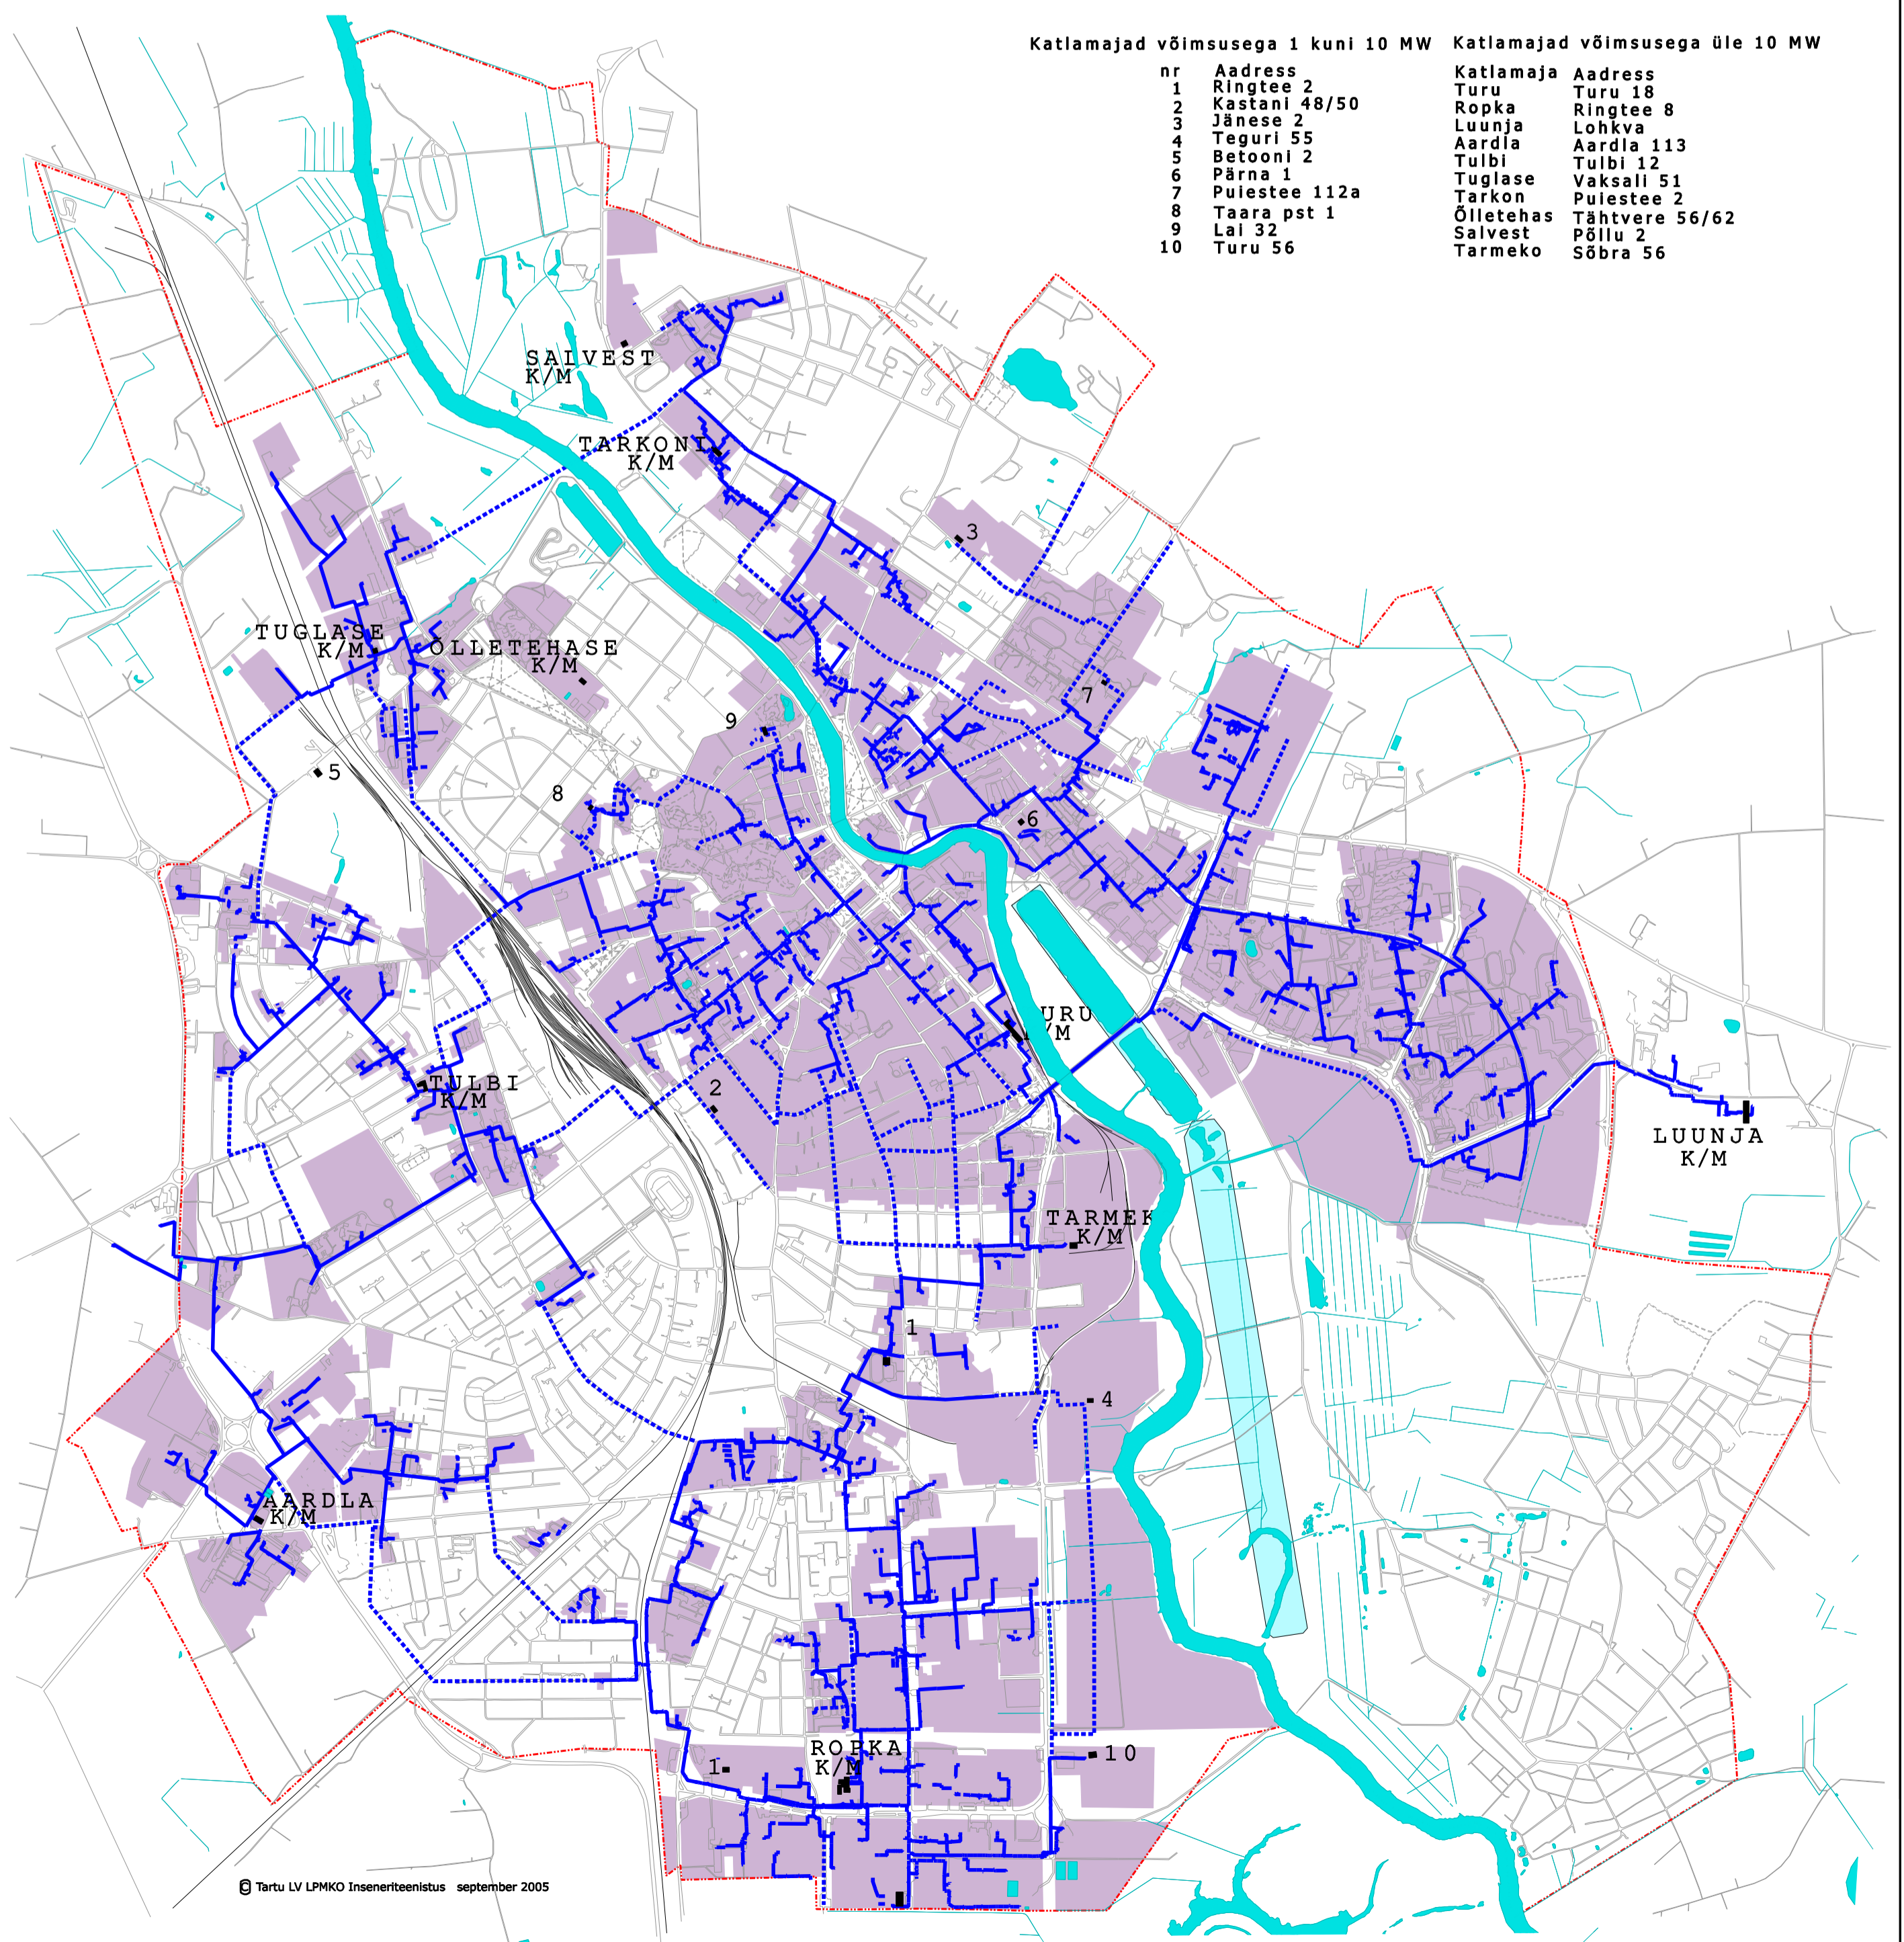 Katlamajad võimsusega 1 kuni 10 MW
nr Aadress
1 Ringtee 2
2 Kastani 48/50
3 Jänese 2
4 Teguri 55
5 Betooni 2
6 Pärna 1
7 Puiestee 112a
8 Taara pst 1
9 Lai 32
10 Turu 56
Katlamajad võimsusega üle 10 MW
Katlamaja Aadress
Turu Turu 18
Ropka Ringtee 8
Luunja Lohkva
Aardla Aardla 113
Tulbi Tulbi 12
Tuglase Vaksali 51
Tarkon Puiestee 2
Õlletehas Tähtvere 56/62
Salvest Põllu 2
Tarmeko Sõbra 56
SALVEST
K/M
TARKONI
K/M
3
TUGLASE
K/M
ÕLLETEHASE
K/M
7
9
5
8
6
URU
K/M
2
TULBI
K/M
LUUNJA
K/M
TARMEK
K/M
1
4
AARDLA
K/M
ROPKA
K/M
1
10
© Tartu LV LPMKO Inseneriteenistus september 2005